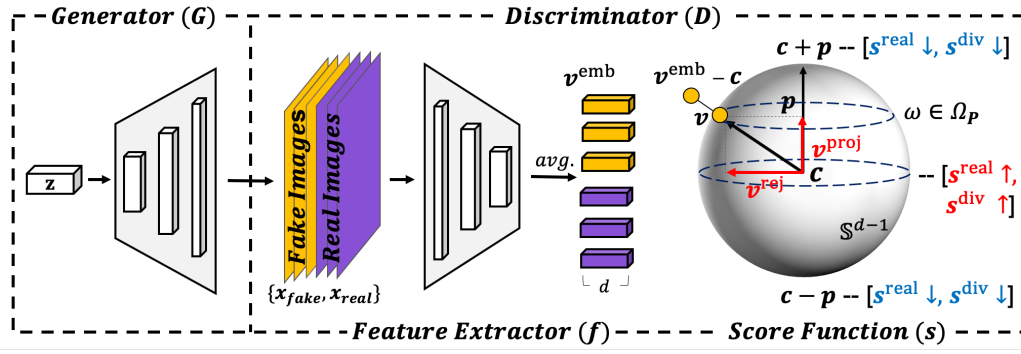 Generator (G)
Discriminator (D)
z
Fake Images
Real Images
{x_fake, x_real}
avg.
v^emb
d
v^emb − c
v
c + p -- [s^real ↓, s^div ↓]
p
ω ∈ Ω_P
v^proj
c
v^rej
-- [s^real ↑,
s^div ↑]
𝕊^{d−1}
c − p -- [s^real ↓, s^div ↓]
Feature Extractor (f)
Score Function (s)